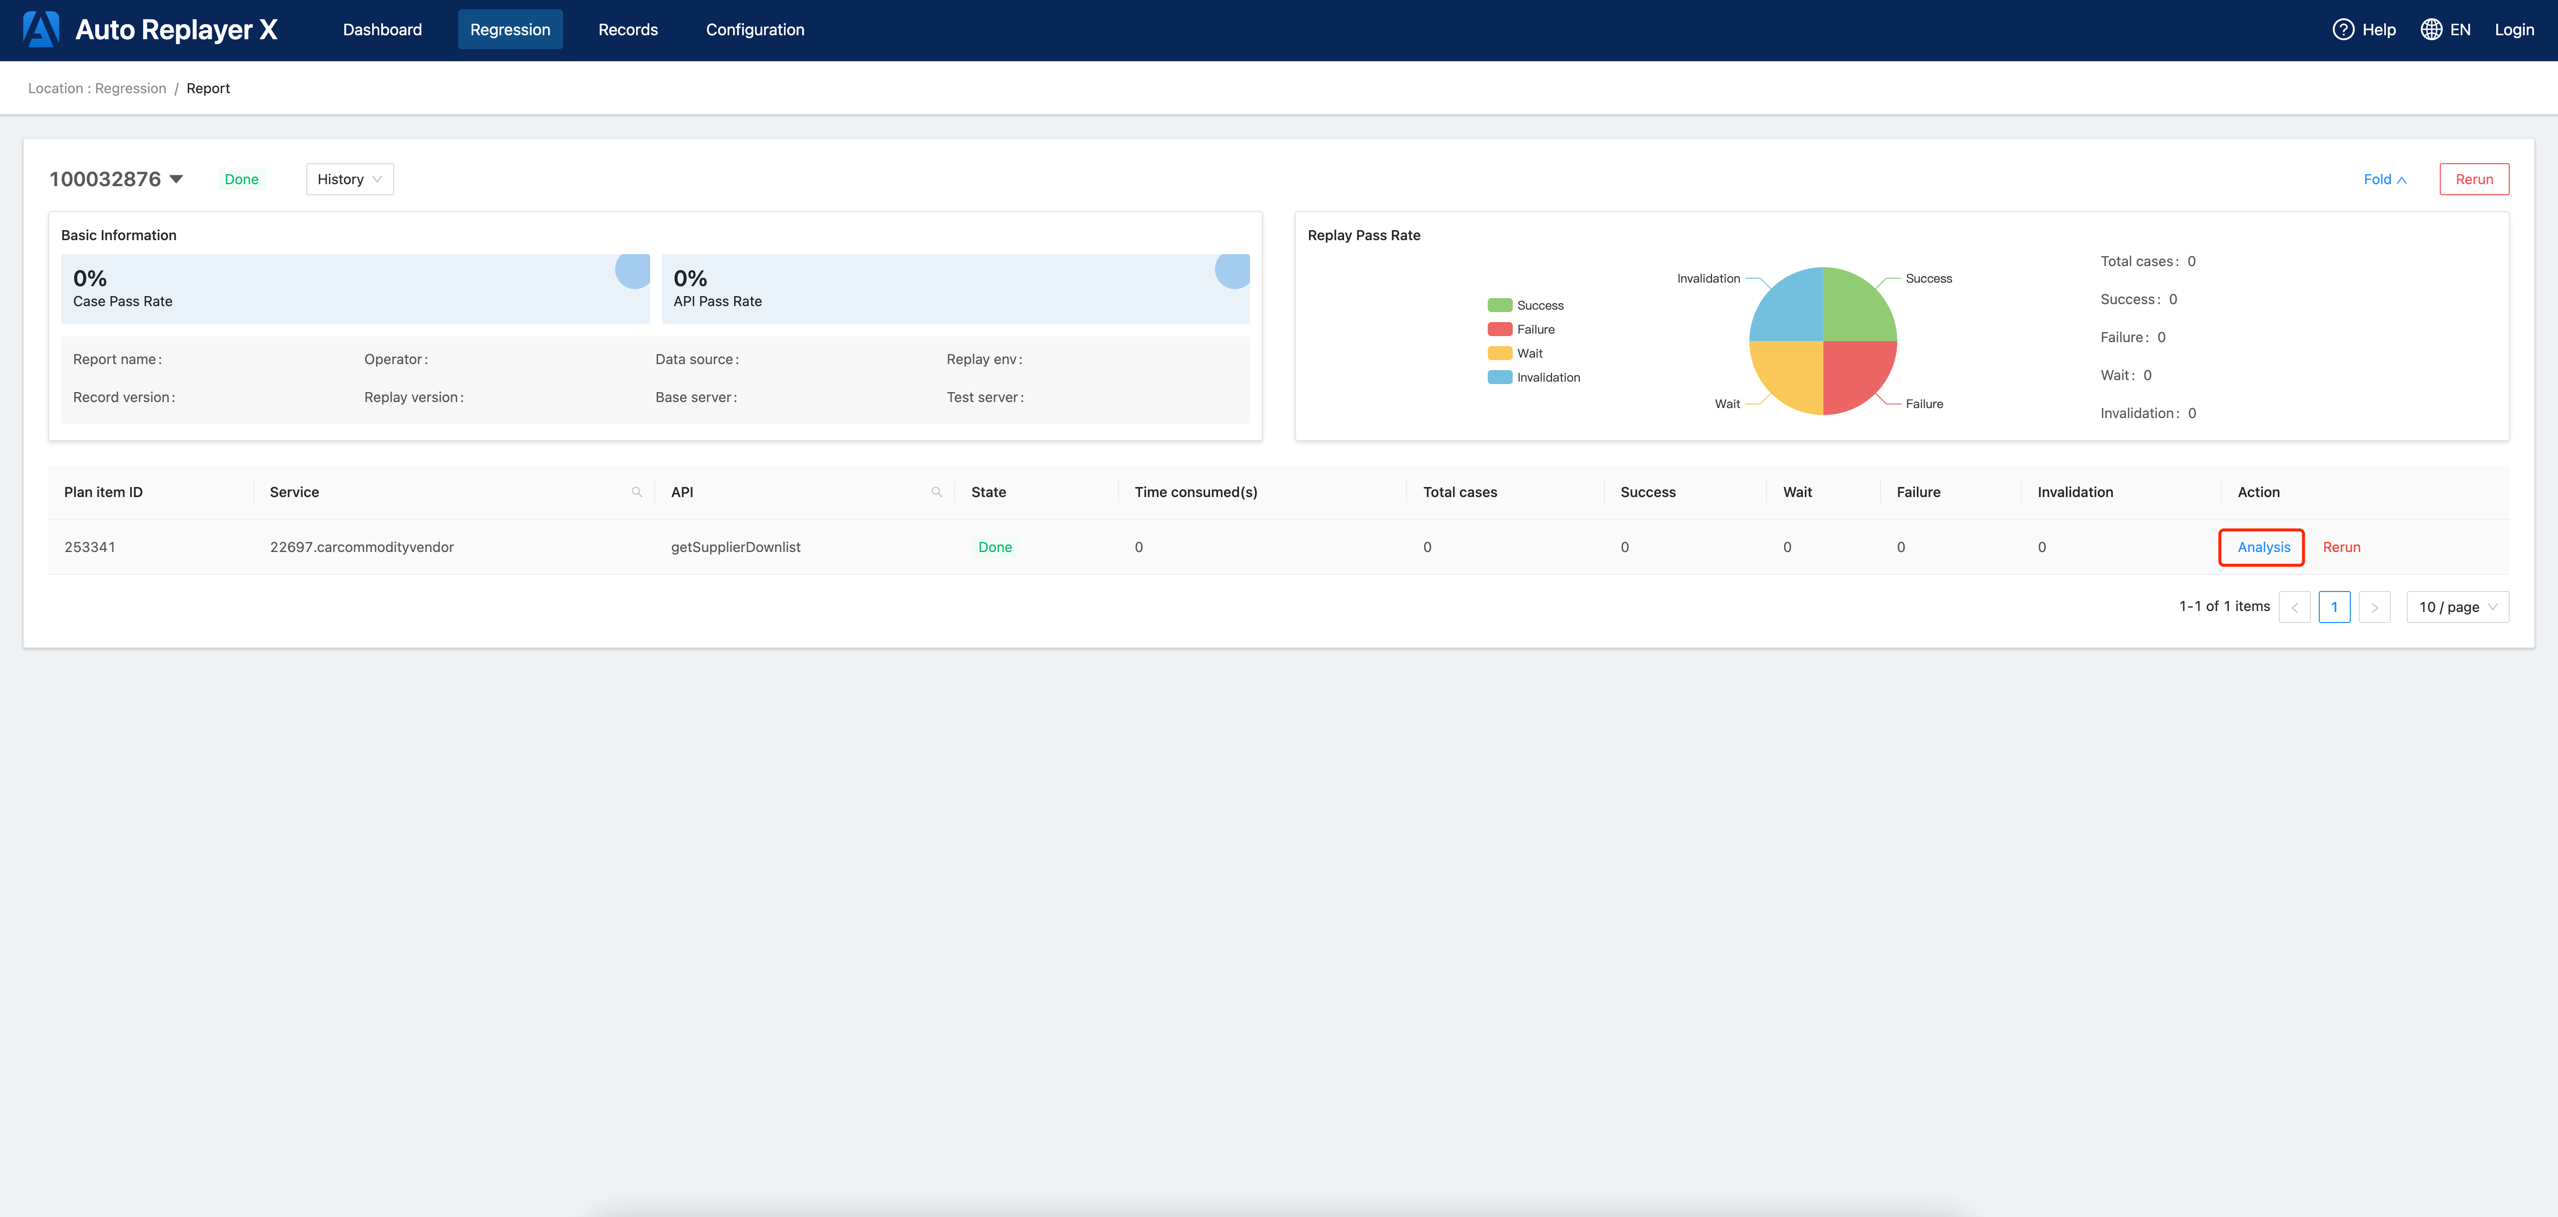 Auto Replayer X Dashboard Regression Records Configuration Help EN Login
Location : Regression / Report
100032876 Done History Fold Rerun
Basic Information
0%
Case Pass Rate
0%
API Pass Rate
Report name: Operator: Data source: Replay env:
Record version: Replay version: Base server: Test server:
Replay Pass Rate
Success
Failure
Wait
Invalidation
Invalidation Success
Wait Failure
Total cases: 0
Success: 0
Failure: 0
Wait: 0
Invalidation: 0
Plan item ID Service API State Time consumed(s) Total cases Success Wait Failure Invalidation Action
253341 22697.carcommodityvendor getSupplierDownlist Done 0 0 0 0 0 0 Analysis Rerun
1-1 of 1 items < 1 > 10 / page